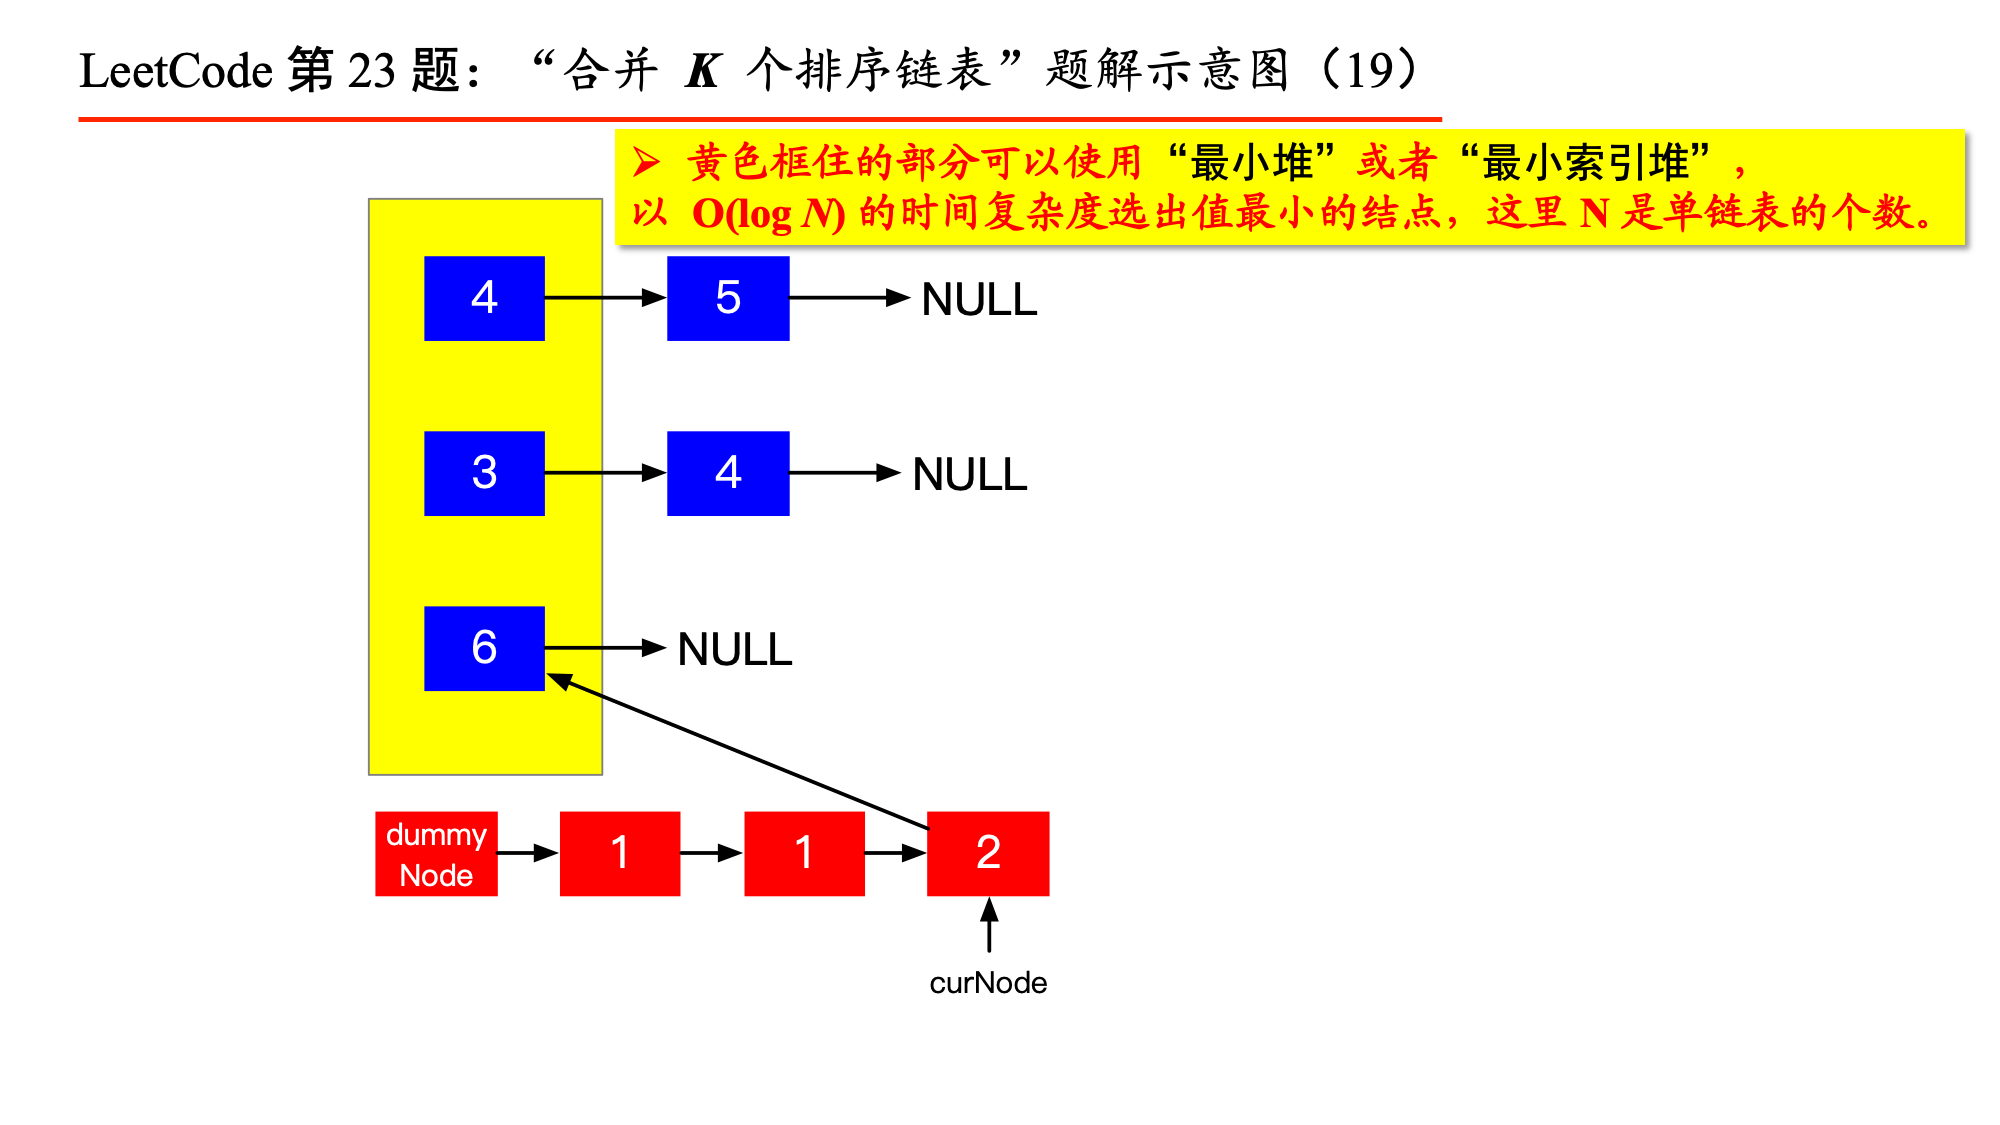 LeetCode 第 23 题：“合并 K 个排序链表”题解示意图（19）
➢ 黄色框住的部分可以使用“最小堆”或者“最小索引堆”，
以 O(log N) 的时间复杂度选出值最小的结点，这里 N 是单链表的个数。
4 5 NULL
3 4 NULL
6 NULL
dummy
Node
1 1 2
curNode